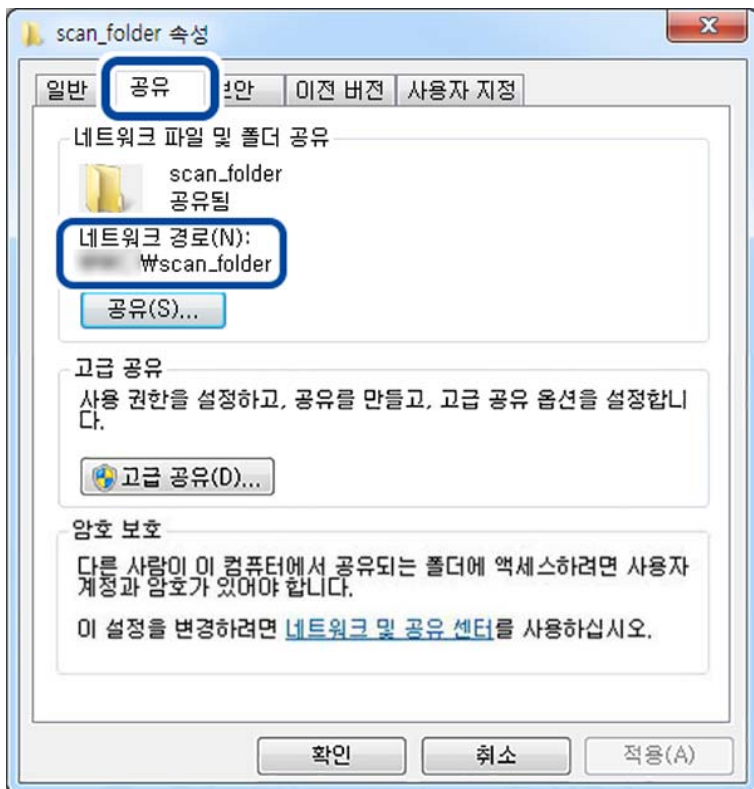 scan_folder 속성
일반 공유 보안 이전 버전 사용자 지정
네트워크 파일 및 폴더 공유
scan_folder
공유됨
네트워크 경로(N):
₩scan_folder
공유(S)...
고급 공유
사용 권한을 설정하고, 공유를 만들고, 고급 공유 옵션을 설정합니
다.
고급 공유(D)...
암호 보호
다른 사람이 이 컴퓨터에서 공유되는 폴더에 액세스하려면 사용자
계정과 암호가 있어야 합니다.
이 설정을 변경하려면 네트워크 및 공유 센터를 사용하십시오.
확인 취소 적용(A)